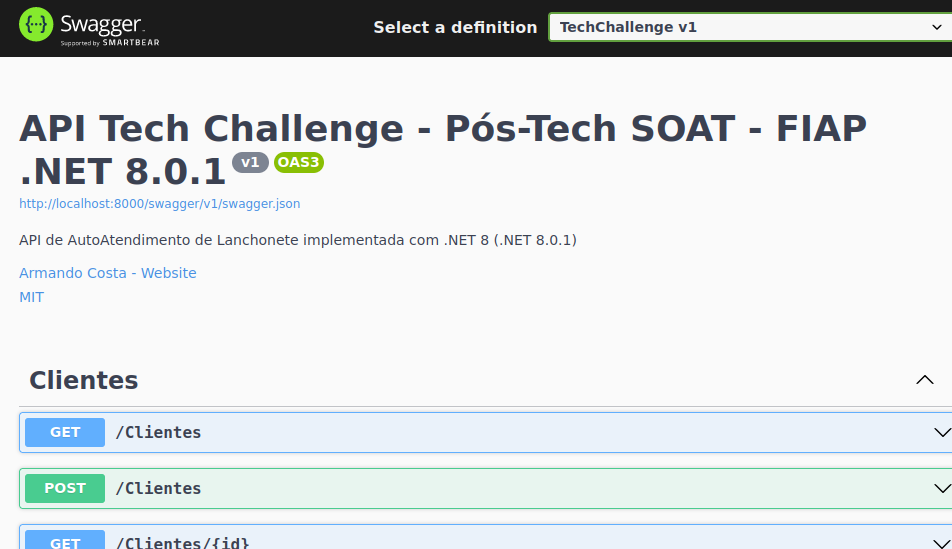 Swagger
Supported by SMARTBEAR
Select a definition
TechChallenge v1
API Tech Challenge - Pós-Tech SOAT - FIAP
.NET 8.0.1 v1 OAS3
http://localhost:8000/swagger/v1/swagger.json
API de AutoAtendimento de Lanchonete implementada com .NET 8 (.NET 8.0.1)
Armando Costa - Website
MIT
Clientes
GET /Clientes
POST /Clientes
GET /Clientes/{id}